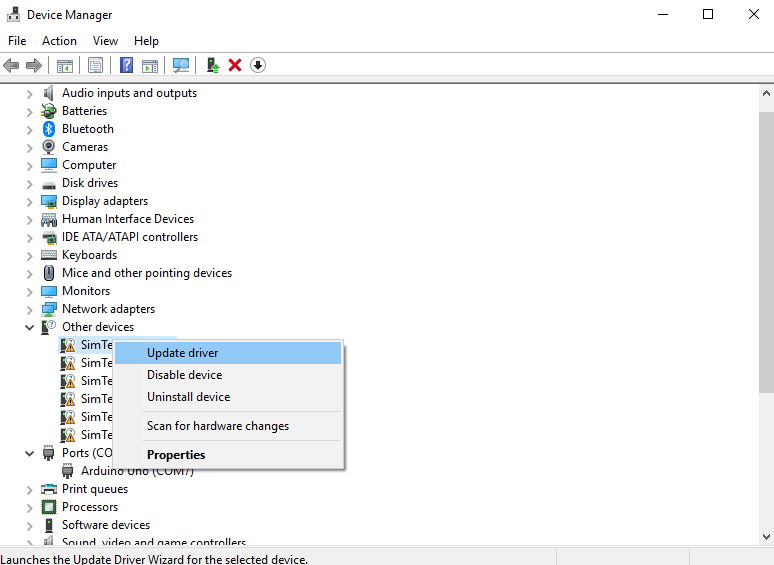 Device Manager
File Action View Help
Audio inputs and outputs
Batteries
Bluetooth
Cameras
Computer
Disk drives
Display adapters
Human Interface Devices
IDE ATA/ATAPI controllers
Keyboards
Mice and other pointing devices
Monitors
Network adapters
Other devices
SimTe
Update driver
SimTe
Disable device
SimTe
Uninstall device
SimTe
SimTe
Scan for hardware changes
SimTe
Ports (CO
Properties
Arduino Uno (COM7)
Print queues
Processors
Software devices
Sound, video and game controllers
Launches the Update Driver Wizard for the selected device.